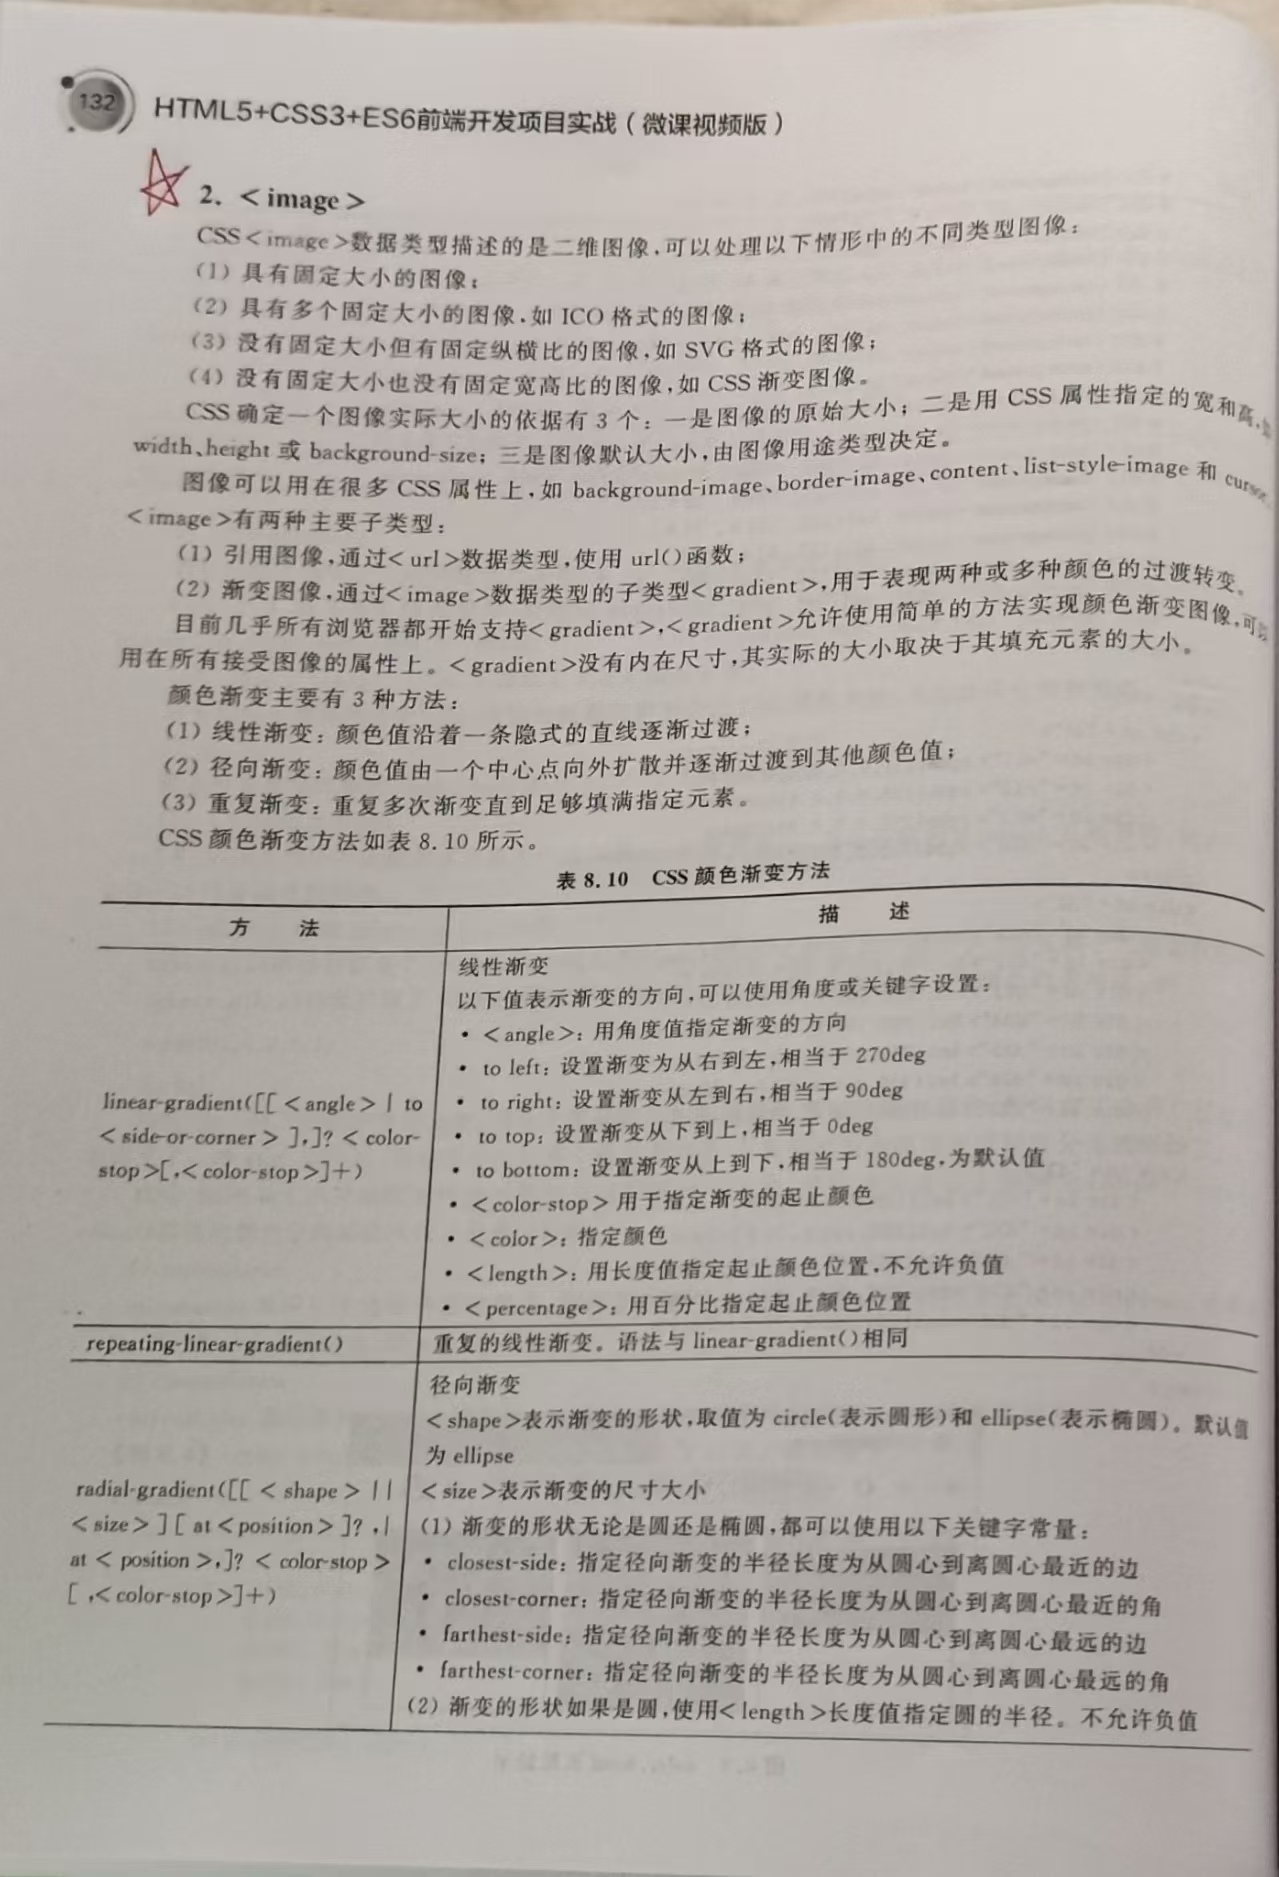 132
HTML5+CSS3+ES6前端开发项目实战（微课视频版）
2. <image>
CSS<image>数据类型描述的是二维图像,可以处理以下情形中的不同类型图像：
(1) 具有固定大小的图像；
(2) 具有多个固定大小的图像,如 ICO 格式的图像；
(3) 没有固定大小但有固定纵横比的图像,如 SVG 格式的图像；
(4) 没有固定大小也没有固定宽高比的图像,如 CSS 渐变图像。
CSS 确定一个图像实际大小的依据有 3 个：一是图像的原始大小；二是用 CSS 属性指定的宽和高,
width、height 或 background-size；三是图像默认大小,由图像用途类型决定。
图像可以用在很多 CSS 属性上,如 background-image、border-image、content、list-style-image 和
<image>有两种主要子类型：
(1) 引用图像,通过<url>数据类型,使用 url()函数；
(2) 渐变图像,通过<image>数据类型的子类型<gradient>,用于表现两种或多种颜色的过渡转变。
目前几乎所有浏览器都开始支持<gradient>,<gradient>允许使用简单的方法实现颜色渐变图像,可以
用在所有接受图像的属性上。<gradient>没有内在尺寸,其实际的大小取决于其填充元素的大小。
颜色渐变主要有 3 种方法：
(1) 线性渐变：颜色值沿着一条隐式的直线逐渐过渡；
(2) 径向渐变：颜色值由一个中心点向外扩散并逐渐过渡到其他颜色值；
(3) 重复渐变：重复多次渐变直到足够填满指定元素。
CSS 颜色渐变方法如表 8.10 所示。
表 8.10 CSS 颜色渐变方法
方 法
描 述
linear-gradient([[<angle> | to
<side-or-corner> ],]? <color-
stop>[,<color-stop>]+)
线性渐变
以下值表示渐变的方向,可以使用角度或关键字设置：
• <angle>：用角度值指定渐变的方向
• to left：设置渐变为从右到左,相当于 270deg
• to right：设置渐变从左到右,相当于 90deg
• to top：设置渐变从下到上,相当于 0deg
• to bottom：设置渐变从上到下,相当于 180deg,为默认值
• <color-stop> 用于指定渐变的起止颜色
• <color>：指定颜色
• <length>：用长度值指定起止颜色位置,不允许负值
• <percentage>：用百分比指定起止颜色位置
repeating-linear-gradient()
重复的线性渐变。语法与 linear-gradient()相同
radial-gradient([[ <shape> ||
<size> ][ at <position> ]? ,|
at < position >,]? < color-stop >
[ ,<color-stop>]+)
径向渐变
<shape>表示渐变的形状,取值为 circle(表示圆形)和 ellipse(表示椭圆)。默认值
为 ellipse
<size>表示渐变的尺寸大小
(1) 渐变的形状无论是圆还是椭圆,都可以使用以下关键字常量：
• closest-side：指定径向渐变的半径长度为从圆心到离圆心最近的边
• closest-corner：指定径向渐变的半径长度为从圆心到离圆心最近的角
• farthest-side：指定径向渐变的半径长度为从圆心到离圆心最远的边
• farthest-corner：指定径向渐变的半径长度为从圆心到离圆心最远的角
(2) 渐变的形状如果是圆,使用<length>长度值指定圆的半径。不允许负值